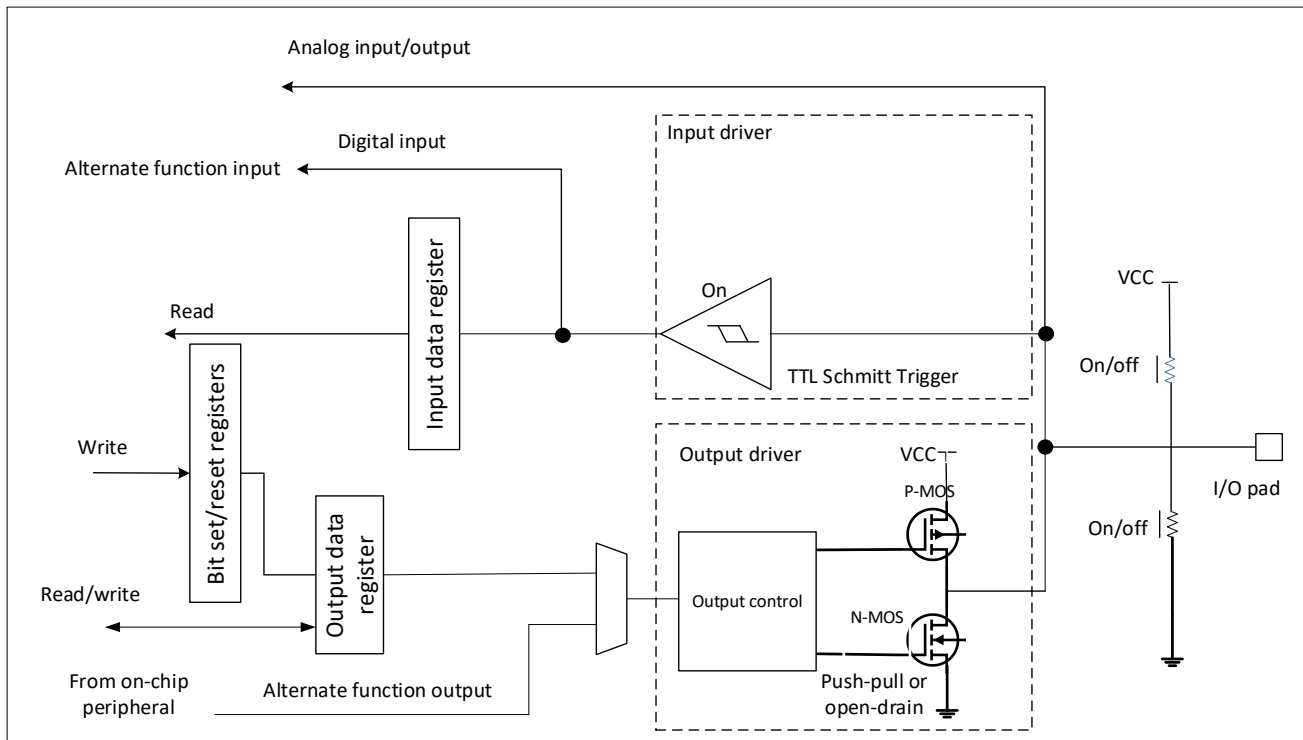 Analog input/output
Digital input
Alternate function input
Input driver
On
TTL Schmitt Trigger
Input data register
Read
Bit set/reset registers
Write
Output data
register
Read/write
From on-chip
peripheral
Alternate function output
Output driver
VCC
P-MOS
Output control
N-MOS
Push-pull or
open-drain
VCC
On/off
On/off
I/O pad